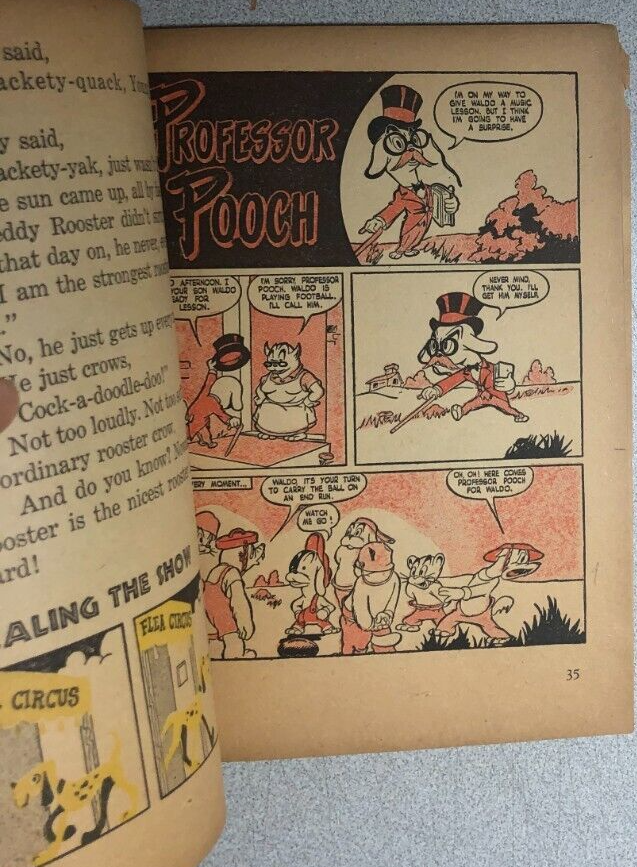 said,
ackety-quack,
y said,
ackety-yak, just
e sun came up, all by
eddy Rooster didn't
that day on, he never
I am the strongest
."
No, he just gets up
He just crows,
"Cock-a-doodle-doo!"
Not too loudly. Not too
ordinary rooster crow.
And do you know?
ooster is the nicest
ard!
ALING THE SHOW
CIRCUS
FLEA CIRCUS
PROFESSOR
POOCH
I'M ON MY WAY TO
GIVE WALDO A MUSIC
LESSON. BUT I THINK
I'M GOING TO HAVE
A SURPRISE.
AFTERNOON. I
YOUR SON WALDO
FOR
LESSON.
I'M SORRY, PROFESSOR
POOCH. WALDO IS
PLAYING FOOTBALL.
I'LL CALL HIM.
NEVER MIND,
THANK YOU. I'LL
GET HIM MYSELF.
MOMENT...
WALDO, IT'S YOUR TURN
TO CARRY THE BALL ON
AN END RUN.
WATCH
ME GO!
OH, OH! HERE COMES
PROFESSOR POOCH
FOR WALDO.
35